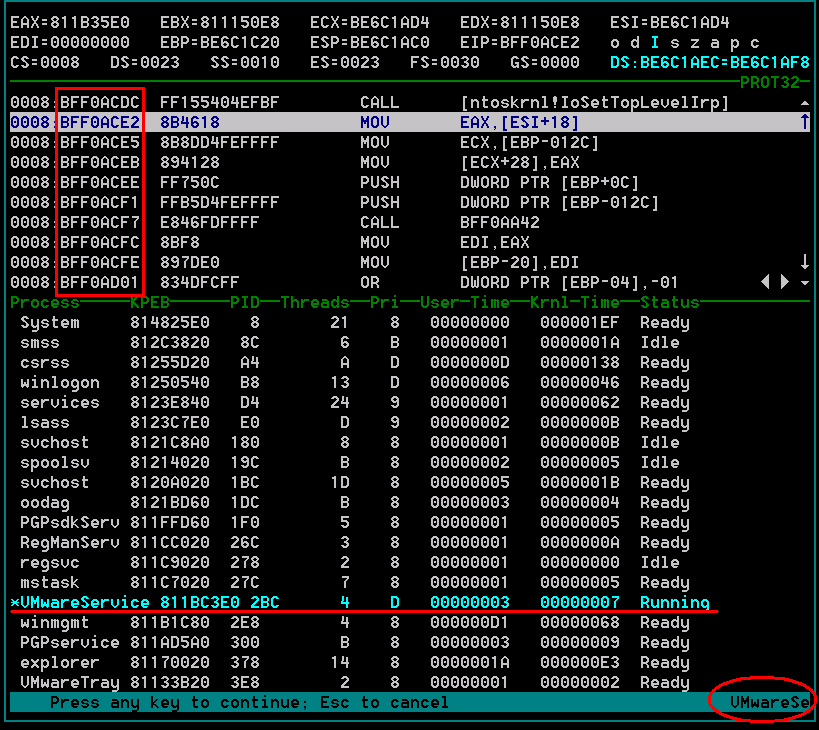 EAX=811B35E0 EBX=811150E8 ECX=BE6C1AD4 EDX=811150E8 ESI=BE6C1AD4
EDI=00000000 EBP=BE6C1C20 ESP=BE6C1AC0 EIP=BFF0ACE2 o d I s z a p c
CS=0008 DS=0023 SS=0010 ES=0023 FS=0030 GS=0000 DS:BE6C1AEC=BE6C1AF8
PROT32
0008:BFF0ACDC FF155404EFBF CALL [ntoskrnl!IoSetTopLevelIrp]
0008:BFF0ACE2 8B4618 MOV EAX,[ESI+18]
0008:BFF0ACE5 8B8DD4FEFFFF MOV ECX,[EBP-012C]
0008:BFF0ACEB 894128 MOV [ECX+28],EAX
0008:BFF0ACEE FF750C PUSH DWORD PTR [EBP+0C]
0008:BFF0ACF1 FFB5D4FEFFFF PUSH DWORD PTR [EBP-012C]
0008:BFF0ACF7 E846FDFFFF CALL BFF0AA42
0008:BFF0ACFC 8BF8 MOV EDI,EAX
0008:BFF0ACFE 897DE0 MOV [EBP-20],EDI
0008:BFF0AD01 834DFCFF OR DWORD PTR [EBP-04],-01
Process KPEB PID Threads Pri User-Time Krnl-Time Status
System 814825E0 8 21 8 00000000 000001EF Ready
smss 812C3820 8C 6 B 00000001 0000001A Idle
csrss 81255D20 A4 A D 0000000D 00000138 Ready
winlogon 81250540 B8 13 D 00000006 00000046 Ready
services 8123E840 D4 24 9 00000001 00000062 Ready
lsass 8123C7E0 E0 D 9 00000002 0000000B Ready
svchost 8121C8A0 180 8 8 00000001 0000000B Idle
spoolsv 81214020 19C B 8 00000002 00000005 Idle
svchost 8120A020 1BC 1D 8 00000005 0000001B Ready
oodag 8121BD60 1DC B 8 00000003 00000004 Ready
PGPsdkServ 811FFD60 1F0 5 8 00000001 00000005 Ready
RegManServ 811CC020 26C 3 8 00000001 0000000A Ready
regsvc 811C9020 278 2 8 00000001 00000000 Idle
mstask 811C7020 27C 7 8 00000001 00000005 Ready
*VMwareService 811BC3E0 2BC 4 D 00000003 00000007 Running
winmgmt 811B1C80 2E8 4 8 000000D1 00000068 Ready
PGPservice 811AD5A0 300 B 8 00000003 00000009 Ready
explorer 81170020 378 14 8 0000001A 000000E3 Ready
VMwareTray 81133B20 3E8 2 8 00000001 00000002 Ready
Press any key to continue; Esc to cancel VMwareSe